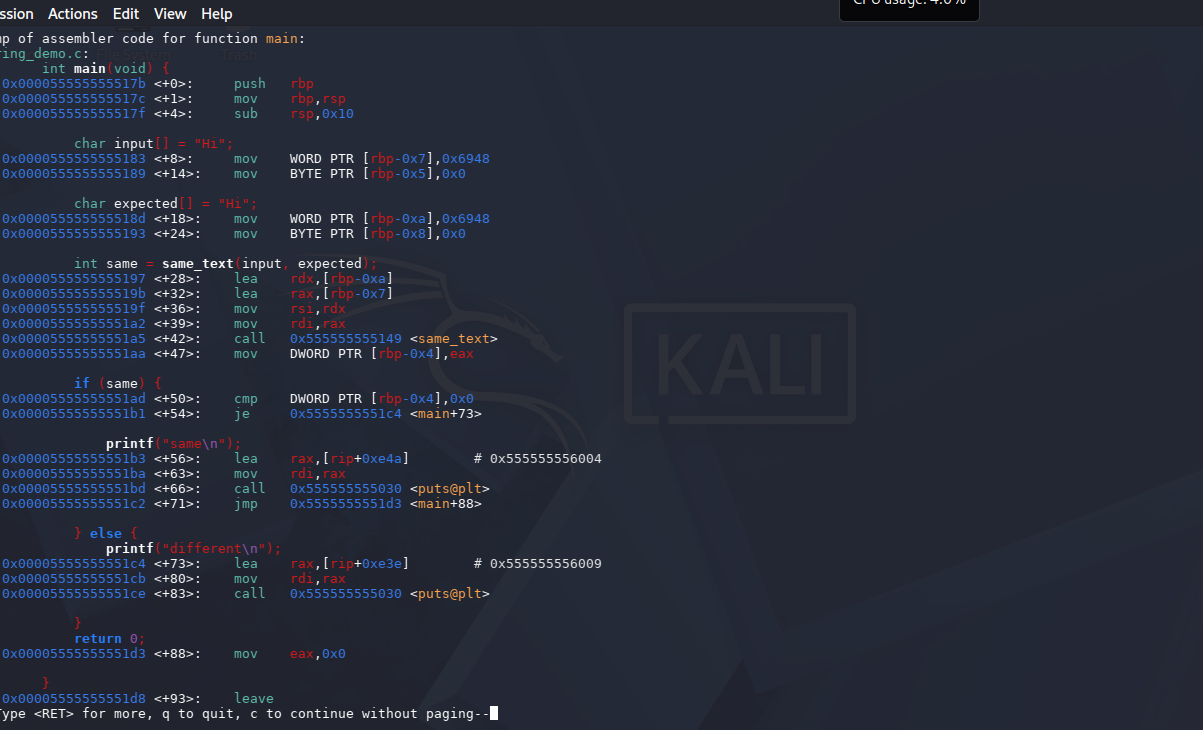 ssion Actions Edit View Help
CPU usage: 4.0%
mp of assembler code for function main:
ring_demo.c:
int main(void) {
0x000055555555517b <+0>: push rbp
0x000055555555517c <+1>: mov rbp,rsp
0x000055555555517f <+4>: sub rsp,0x10
char input[] = "Hi";
0x0000555555555183 <+8>: mov WORD PTR [rbp-0x7],0x6948
0x0000555555555189 <+14>: mov BYTE PTR [rbp-0x5],0x0
char expected[] = "Hi";
0x000055555555518d <+18>: mov WORD PTR [rbp-0xa],0x6948
0x0000555555555193 <+24>: mov BYTE PTR [rbp-0x8],0x0
int same = same_text(input, expected);
0x0000555555555197 <+28>: lea rdx,[rbp-0xa]
0x000055555555519b <+32>: lea rax,[rbp-0x7]
0x000055555555519f <+36>: mov rsi,rdx
0x00005555555551a2 <+39>: mov rdi,rax
0x00005555555551a5 <+42>: call 0x555555555149 <same_text>
0x00005555555551aa <+47>: mov DWORD PTR [rbp-0x4],eax
if (same) {
0x00005555555551ad <+50>: cmp DWORD PTR [rbp-0x4],0x0
0x00005555555551b1 <+54>: je 0x5555555551c4 <main+73>
printf("same\n");
0x00005555555551b3 <+56>: lea rax,[rip+0xe4a] # 0x555555556004
0x00005555555551ba <+63>: mov rdi,rax
0x00005555555551bd <+66>: call 0x555555555030 <puts@plt>
0x00005555555551c2 <+71>: jmp 0x5555555551d3 <main+88>
} else {
printf("different\n");
0x00005555555551c4 <+73>: lea rax,[rip+0xe3e] # 0x555555556009
0x00005555555551cb <+80>: mov rdi,rax
0x00005555555551ce <+83>: call 0x555555555030 <puts@plt>
}
return 0;
0x00005555555551d3 <+88>: mov eax,0x0
}
0x00005555555551d8 <+93>: leave
Type <RET> for more, q to quit, c to continue without paging--
KALI